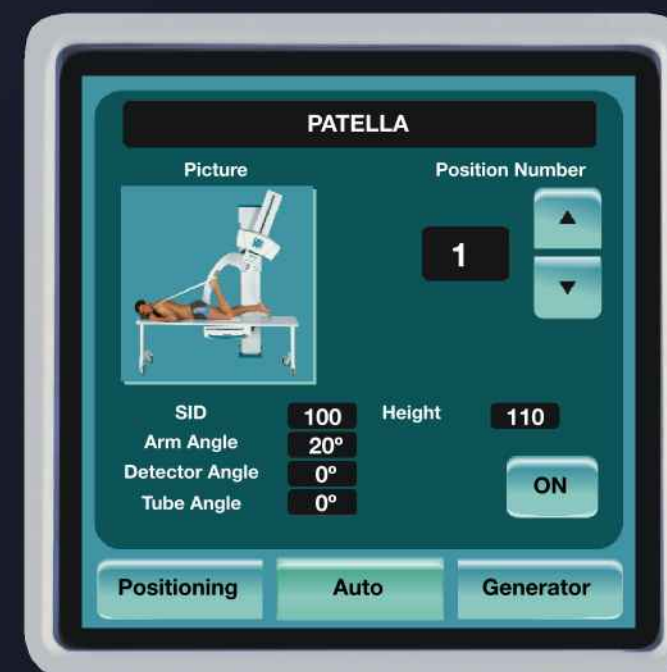 PATELLA
Picture
Position Number
1
SID 100 Height 110
Arm Angle 20º
Detector Angle 0º
Tube Angle 0º
ON
Positioning Auto Generator